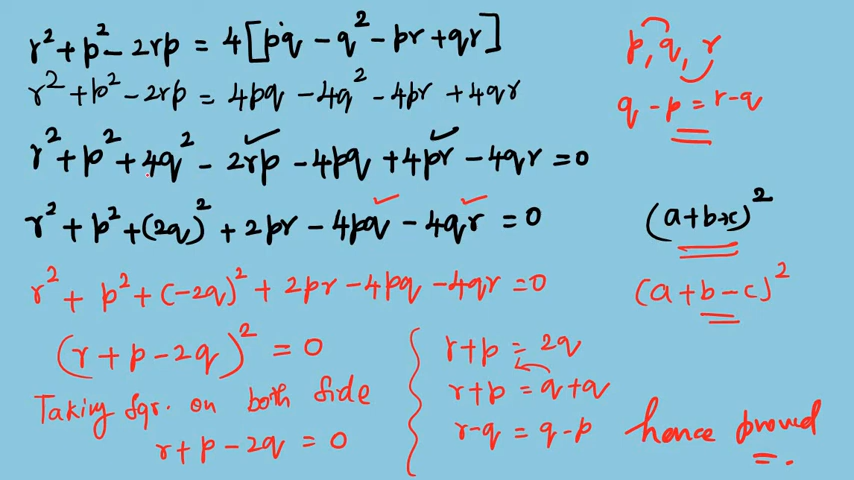 r² + p² - 2rp = 4[pq - q² - pr + qr]
r² + p² - 2rp = 4pq - 4q² - 4pr + 4qr
r² + p² + 4q² - 2rp - 4pq + 4pr - 4qr = 0
r² + p² + (2q)² + 2pr - 4pq - 4qr = 0
r² + p² + (-2q)² + 2pr - 4pq - 4qr = 0
(r + p - 2q)² = 0
Taking Sqr. on both side
r + p - 2q = 0
r + p = 2q
r + p = q + q
r - q = q - p
hence proved
p, q, r
q - p = r - q
(a + b - c)²